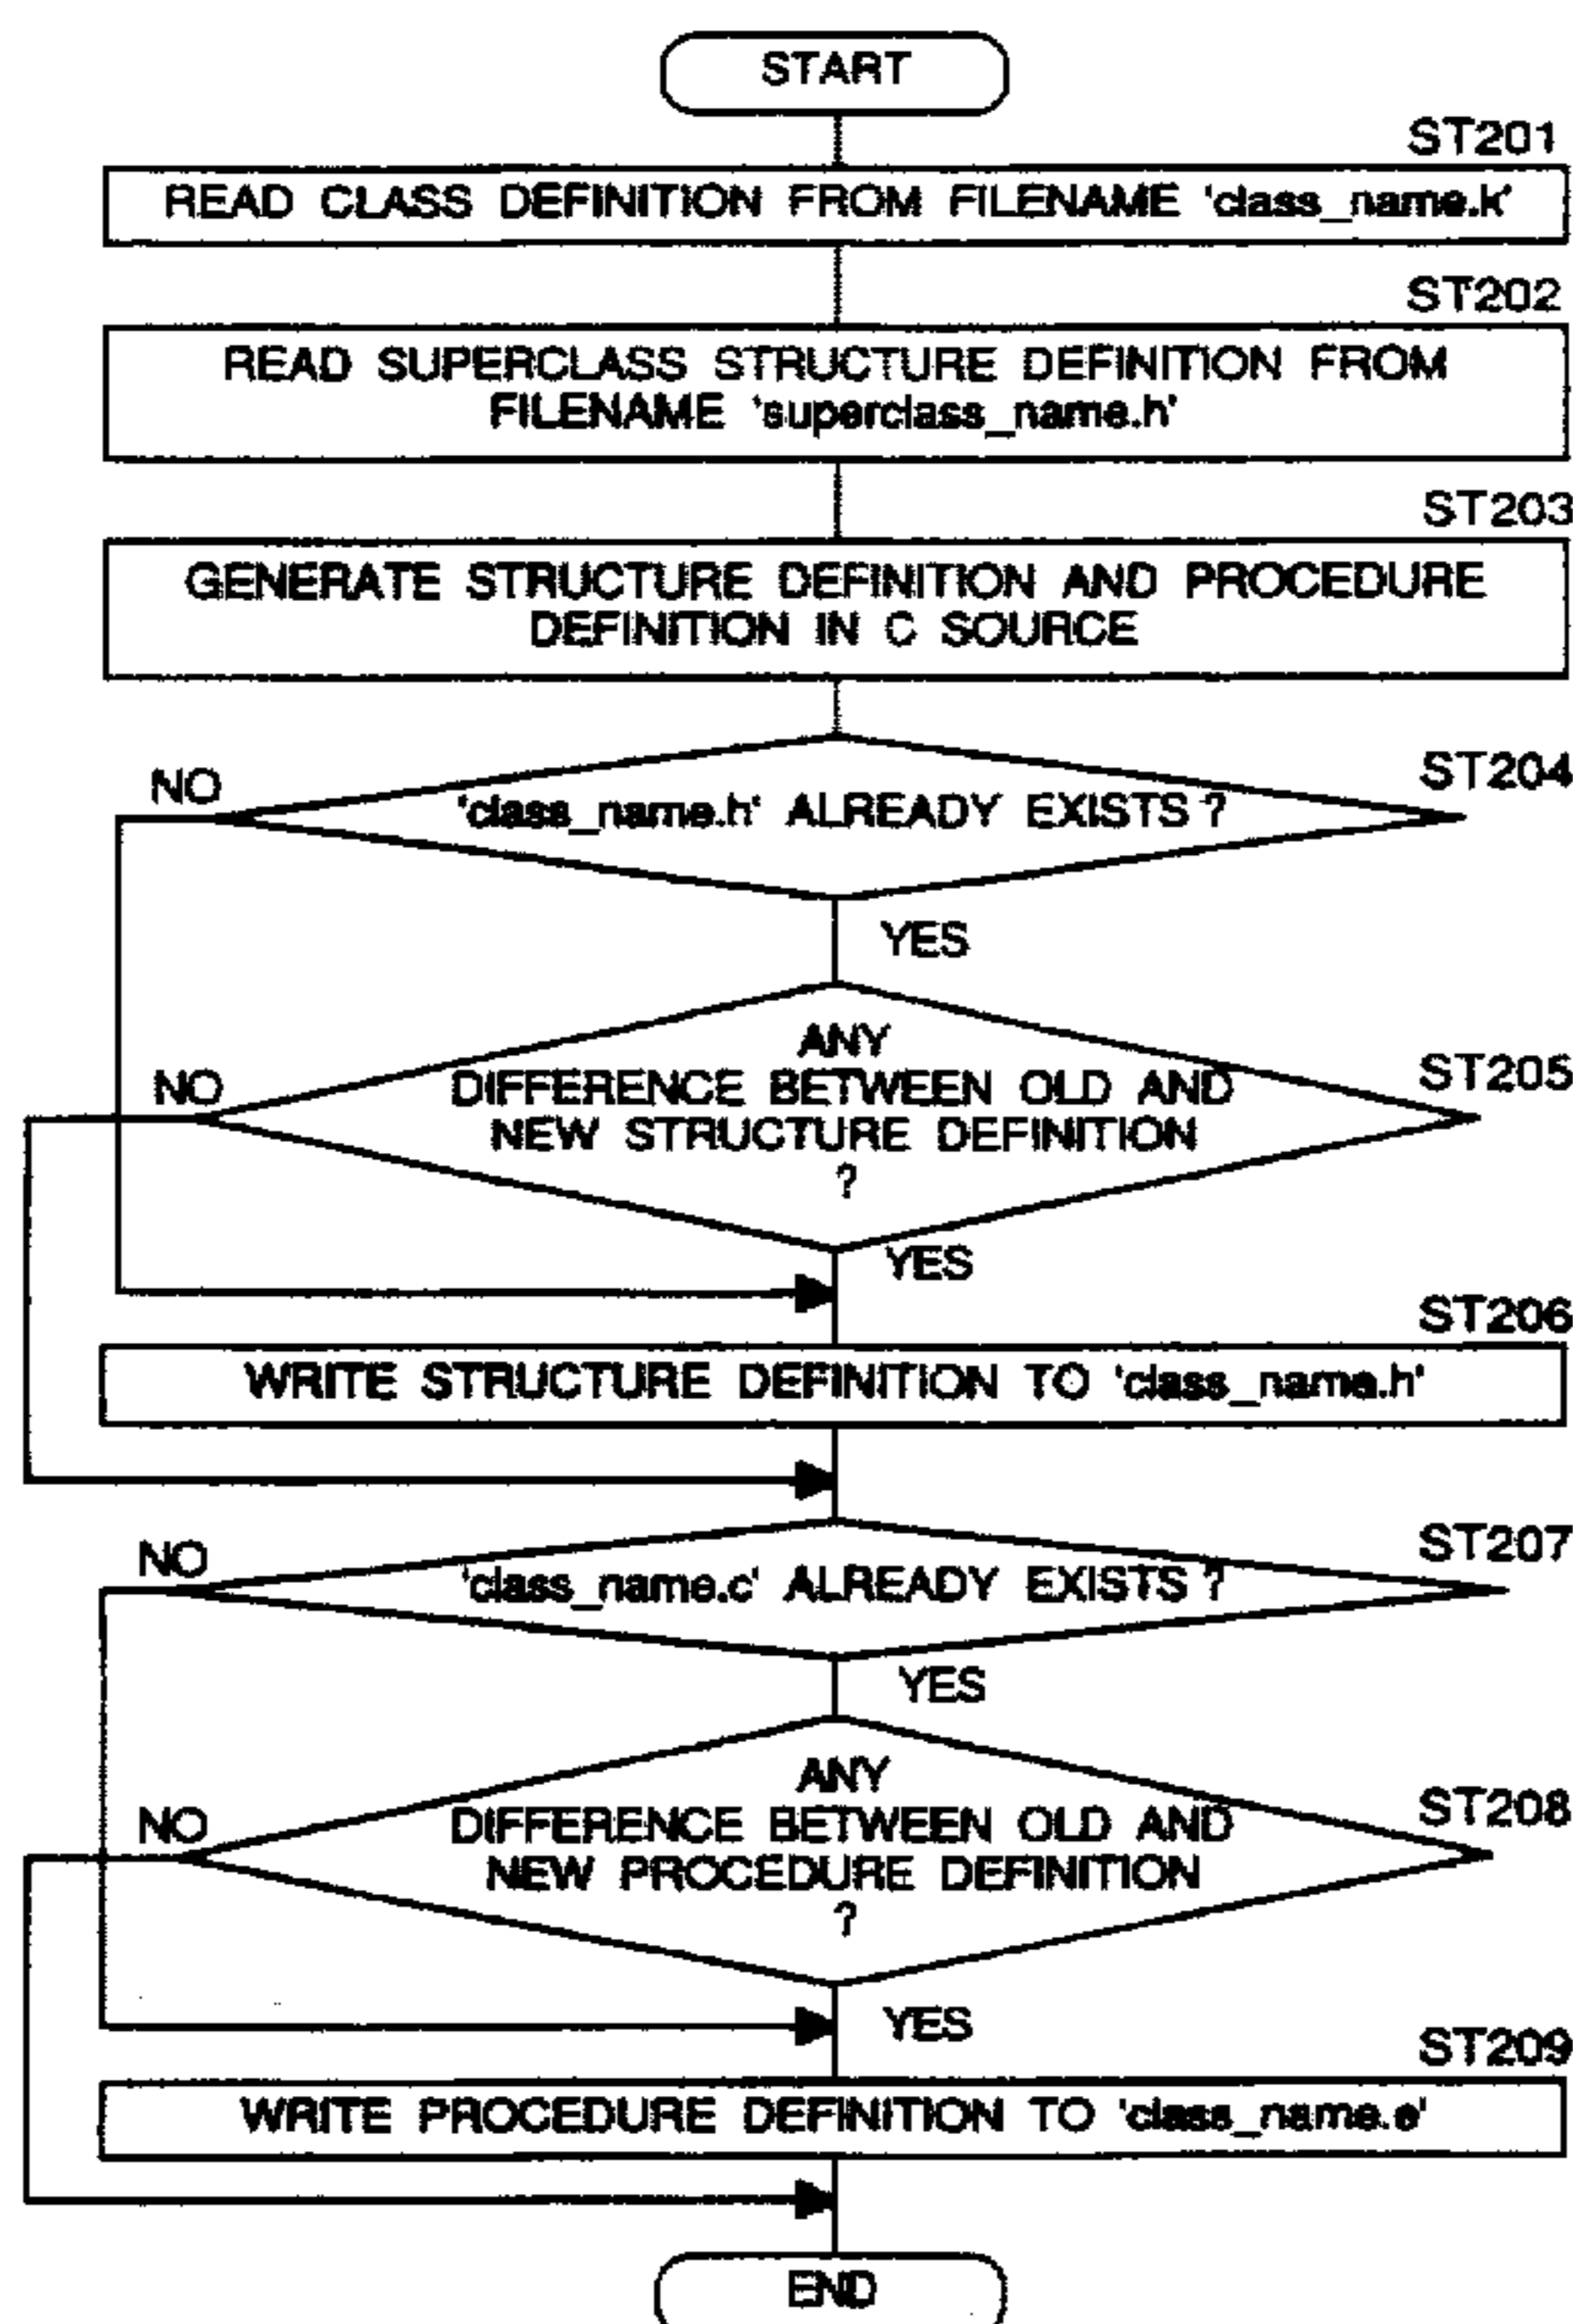 START
ST201
READ CLASS DEFINITION FROM FILENAME 'class_name.k'
ST202
READ SUPERCLASS STRUCTURE DEFINITION FROM
FILENAME 'superclass_name.h'
ST203
GENERATE STRUCTURE DEFINITION AND PROCEDURE
DEFINITION IN C SOURCE
ST204
NO
'class_name.h' ALREADY EXISTS ?
YES
ANY
ST205
NO
DIFFERENCE BETWEEN OLD AND
NEW STRUCTURE DEFINITION
?
YES
ST206
WRITE STRUCTURE DEFINITION TO 'class_name.h'
ST207
NO
'class_name.c' ALREADY EXISTS ?
YES
ANY
ST208
NO
DIFFERENCE BETWEEN OLD AND
NEW PROCEDURE DEFINITION
?
YES
ST209
WRITE PROCEDURE DEFINITION TO 'class_name.c'
END